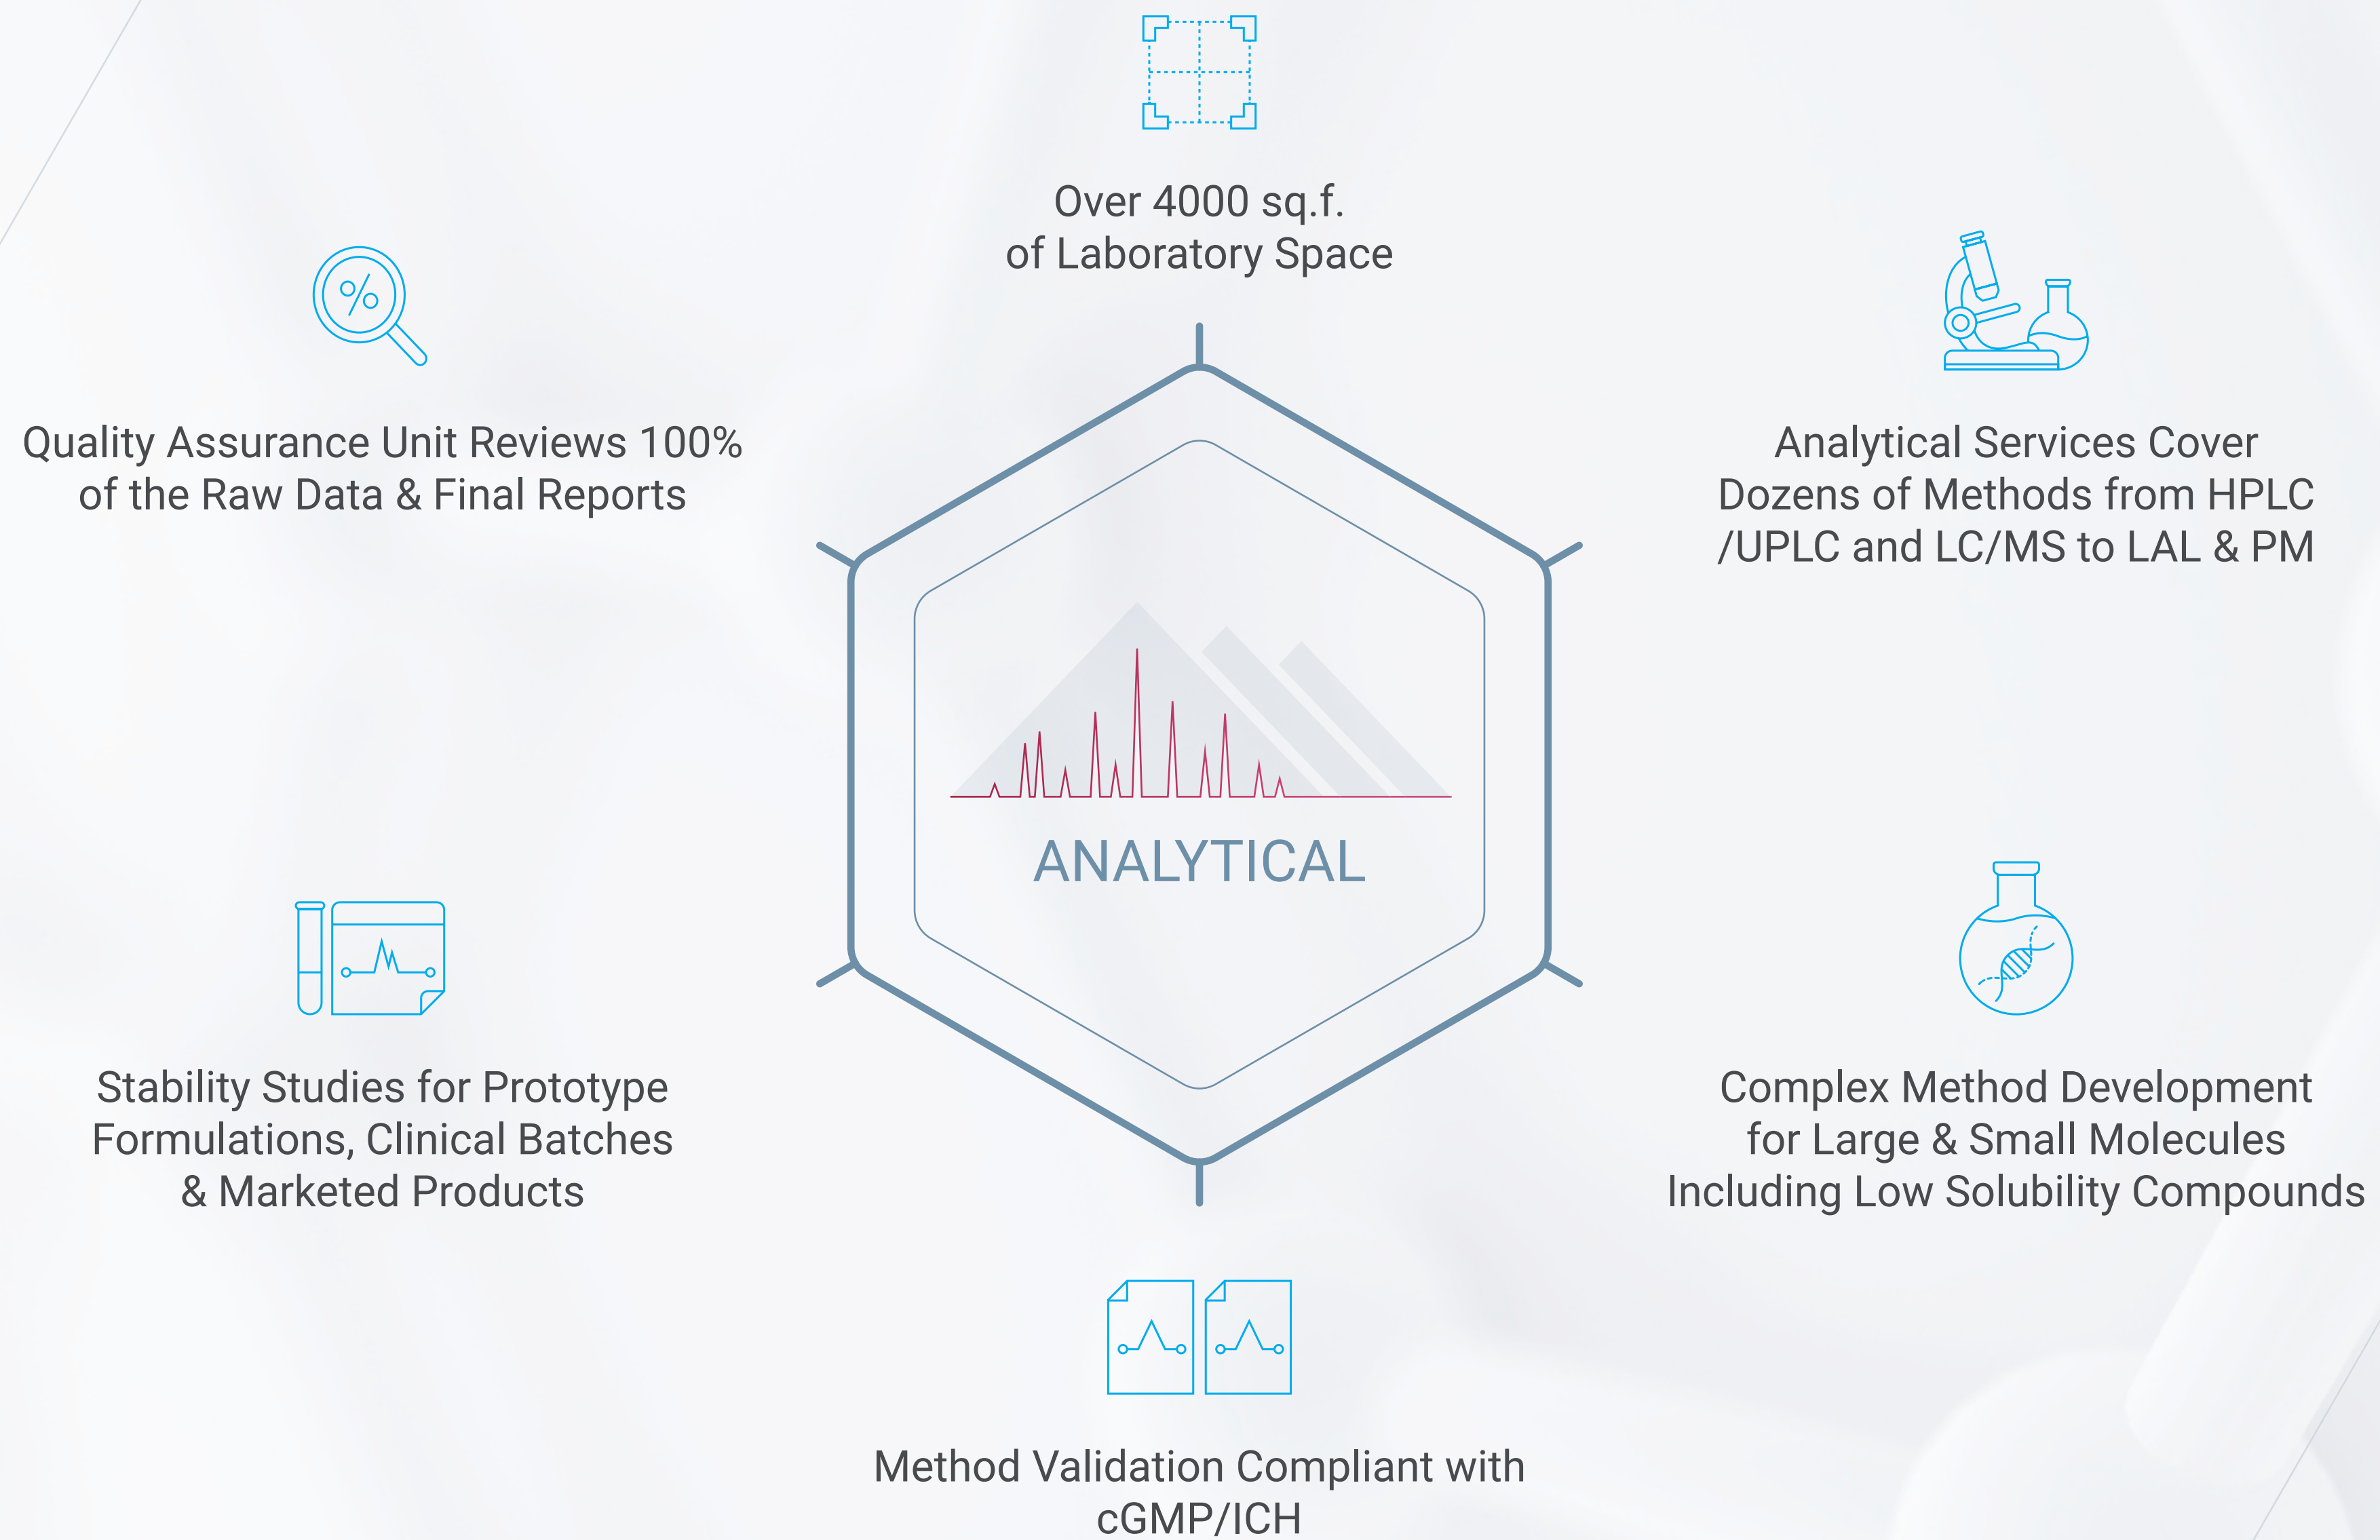 Over 4000 sq.f.
of Laboratory Space
Quality Assurance Unit Reviews 100%
of the Raw Data & Final Reports
Analytical Services Cover
Dozens of Methods from HPLC
/UPLC and LC/MS to LAL & PM
ANALYTICAL
Stability Studies for Prototype
Formulations, Clinical Batches
& Marketed Products
Complex Method Development
for Large & Small Molecules
Including Low Solubility Compounds
Method Validation Compliant with
cGMP/ICH